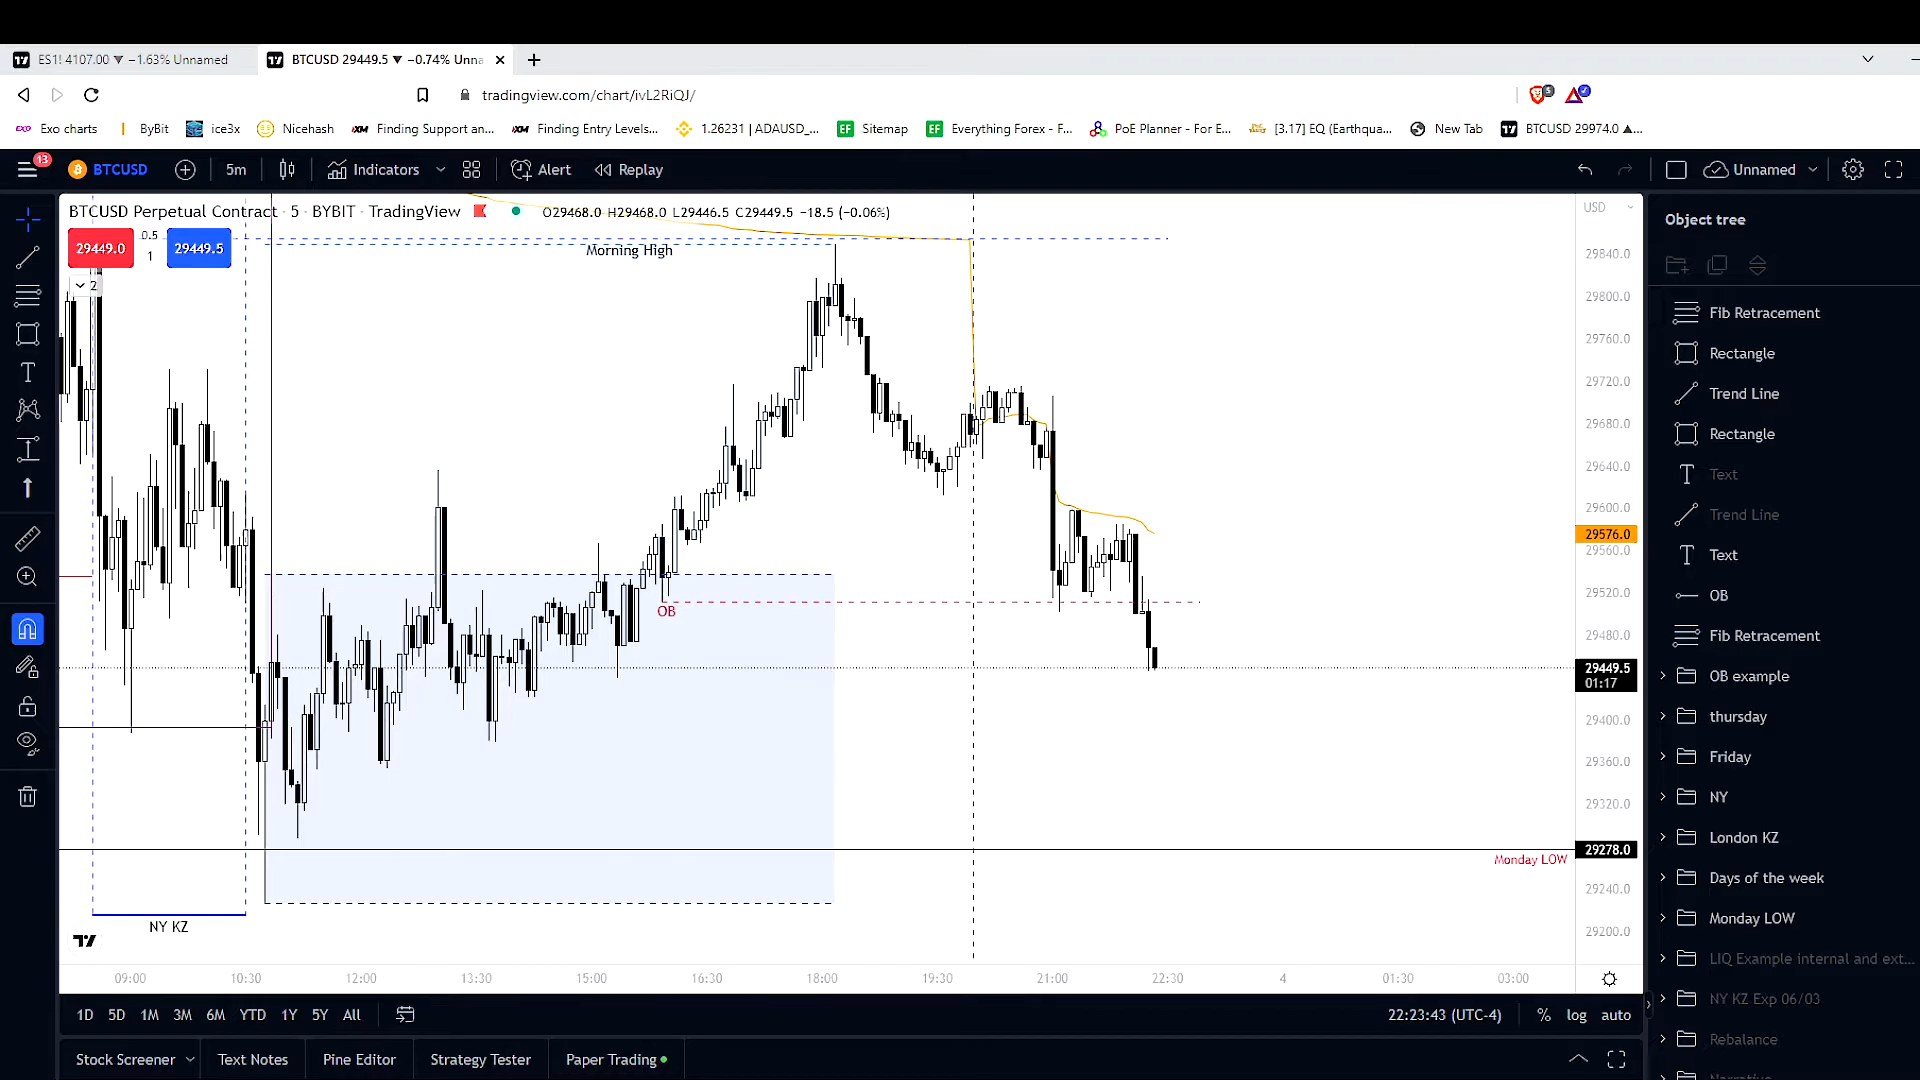 ES1! 4107.00 ▼ −1.63% Unnamed
BTCUSD 29449.5 ▼ −0.74% Unna
tradingview.com/chart/ivL2RiQJ/
Exo charts
ByBit
ice3x
Nicehash
Finding Support an...
Finding Entry Levels...
1.26231 | ADAUSD_...
Sitemap
Everything Forex - F...
PoE Planner - For E...
[3.17] EQ (Earthqua...
New Tab
BTCUSD 29974.0 ▲...
13
BTCUSD
5m
Indicators
Alert
Replay
Unnamed
BTCUSD Perpetual Contract · 5 · BYBIT · TradingView
O29468.0 H29468.0 L29446.5 C29449.5 −18.5 (−0.06%)
29449.0
0.5
1
29449.5
2
Morning High
OB
Monday LOW
NY KZ
USD
29840.0
29800.0
29760.0
29720.0
29680.0
29640.0
29600.0
29576.0
29560.0
29520.0
29480.0
29449.5
01:17
29400.0
29360.0
29320.0
29278.0
29240.0
29200.0
09:00
10:30
12:00
13:30
15:00
16:30
18:00
19:30
21:00
22:30
4
01:30
03:00
1D 5D 1M 3M 6M YTD 1Y 5Y All
22:23:43 (UTC-4)
% log auto
Stock Screener
Text Notes
Pine Editor
Strategy Tester
Paper Trading
Object tree
Fib Retracement
Rectangle
Trend Line
Rectangle
Text
Trend Line
Text
OB
Fib Retracement
OB example
thursday
Friday
NY
London KZ
Days of the week
Monday LOW
LIQ Example internal and ext...
NY KZ Exp 06/03
Rebalance